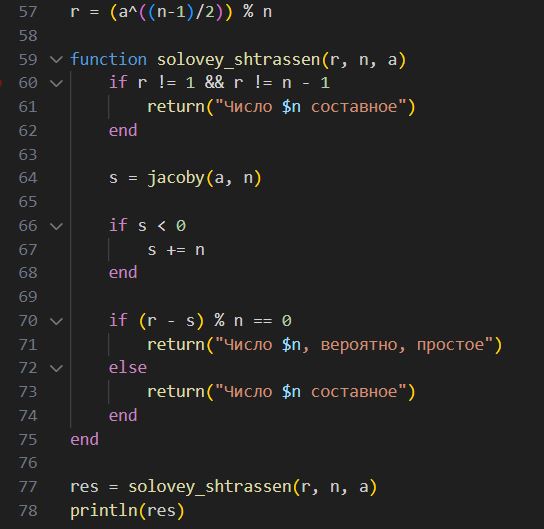 57 r = (a^((n-1)/2)) % n
58
59 function solovey_shtrassen(r, n, a)
60     if r != 1 && r != n - 1
61         return("Число $n составное")
62     end
63
64     s = jacoby(a, n)
65
66     if s < 0
67         s += n
68     end
69
70     if (r - s) % n == 0
71         return("Число $n, вероятно, простое")
72     else
73         return("Число $n составное")
74     end
75 end
76
77 res = solovey_shtrassen(r, n, a)
78 println(res)